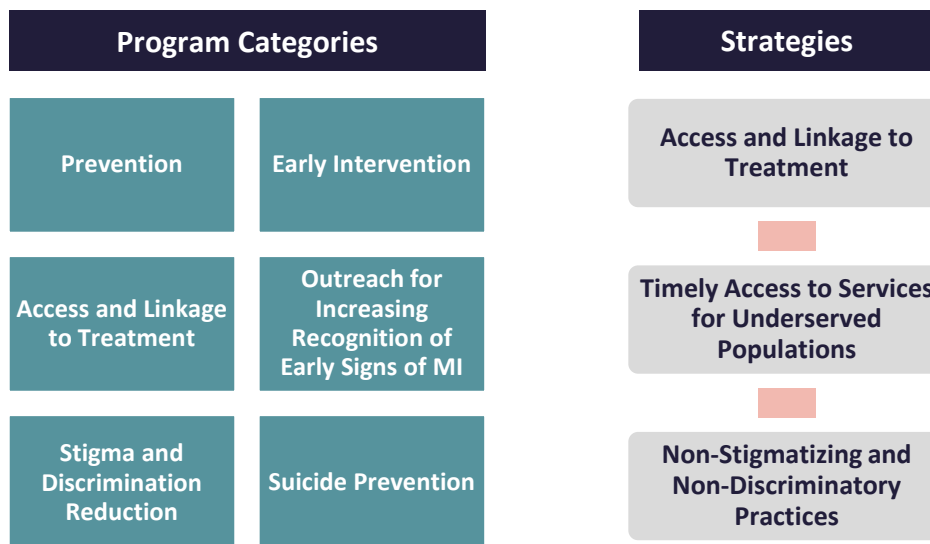 Program Categories
Prevention
Early Intervention
Access and Linkage
to Treatment
Outreach for
Increasing
Recognition of
Early Signs of MI
Stigma and
Discrimination
Reduction
Suicide Prevention
Strategies
Access and Linkage to
Treatment
Timely Access to Services
for Underserved
Populations
Non-Stigmatizing and
Non-Discriminatory
Practices